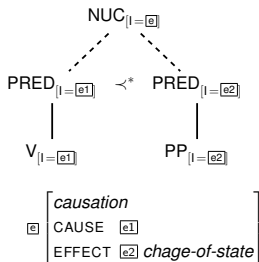 NUC[I = e]
PRED[I = e1] ≺* PRED[I = e2]
V[I = e1] PP[I = e2]
causation
e CAUSE e1
EFFECT e2 chage-of-state